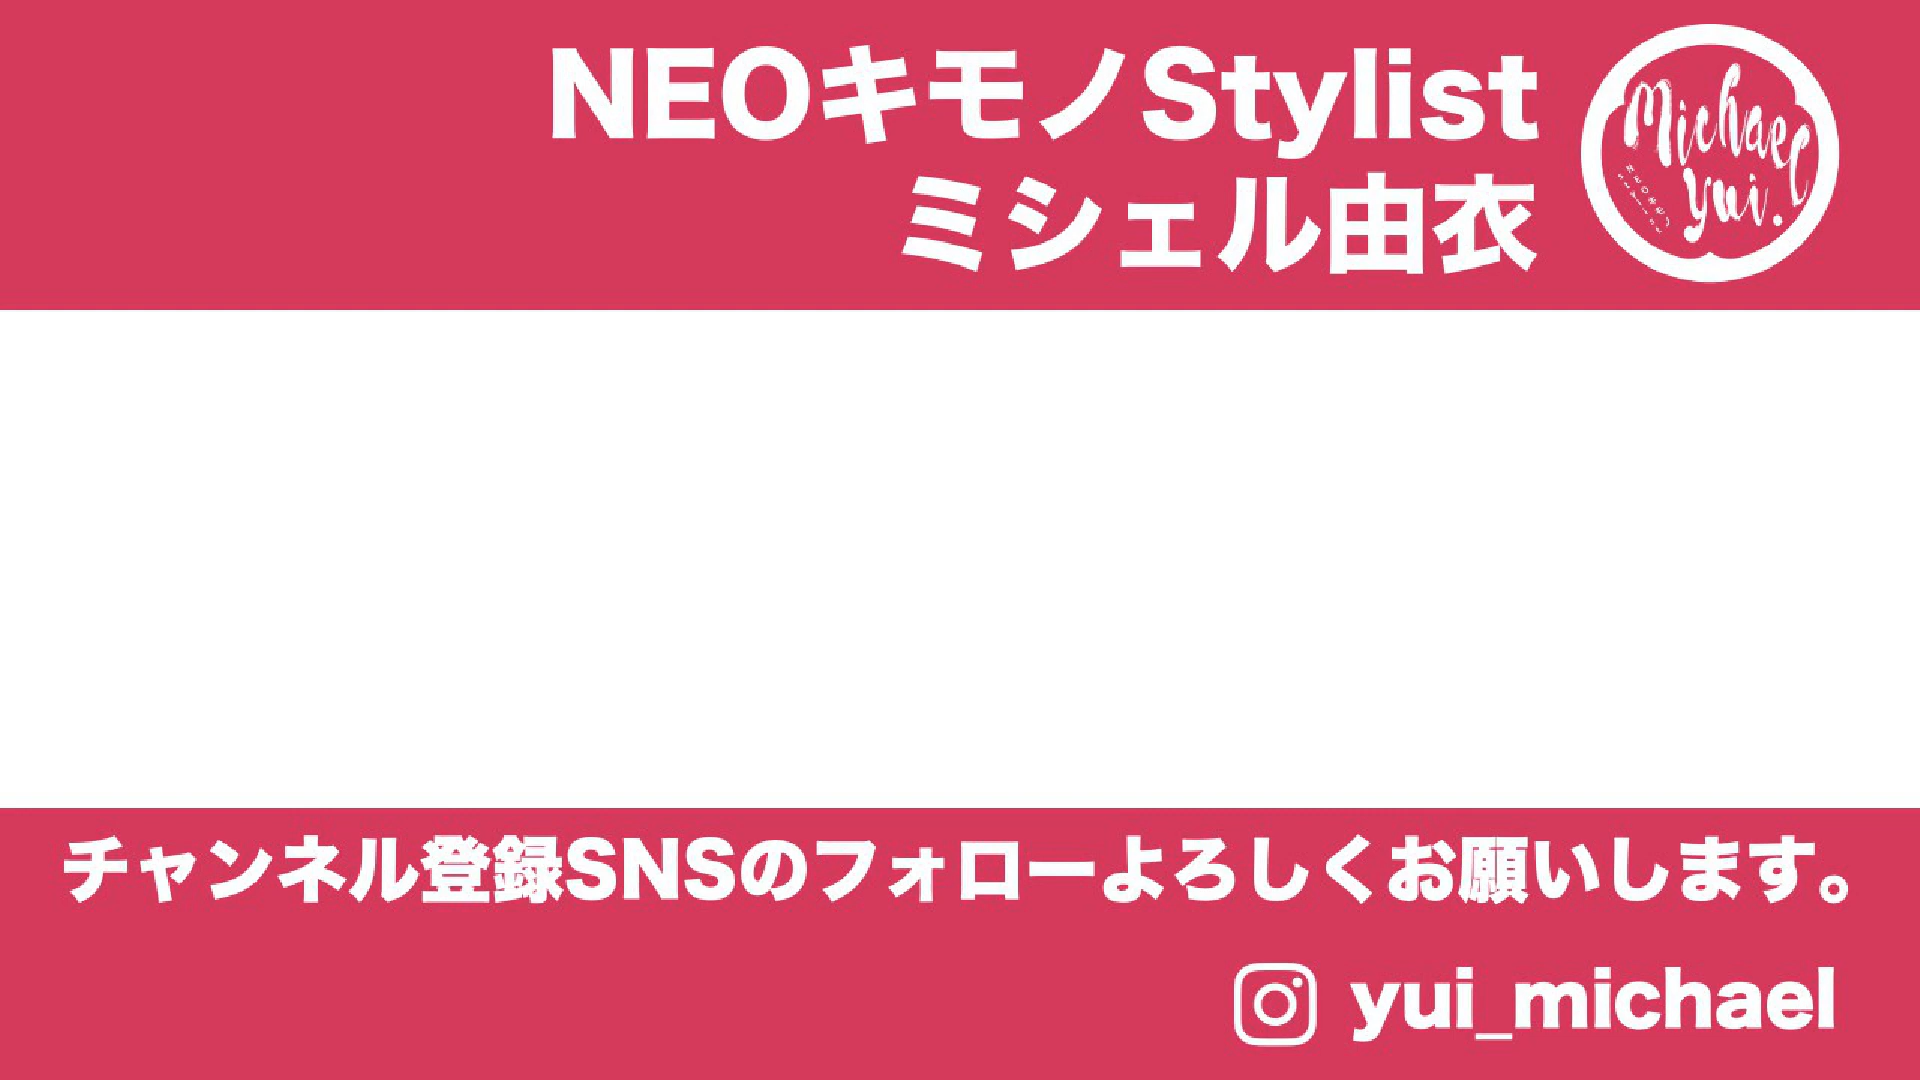 NEOキモノStylist
ミシェル由衣
Michael
yui.
チャンネル登録SNSのフォローよろしくお願いします。
yui_michael